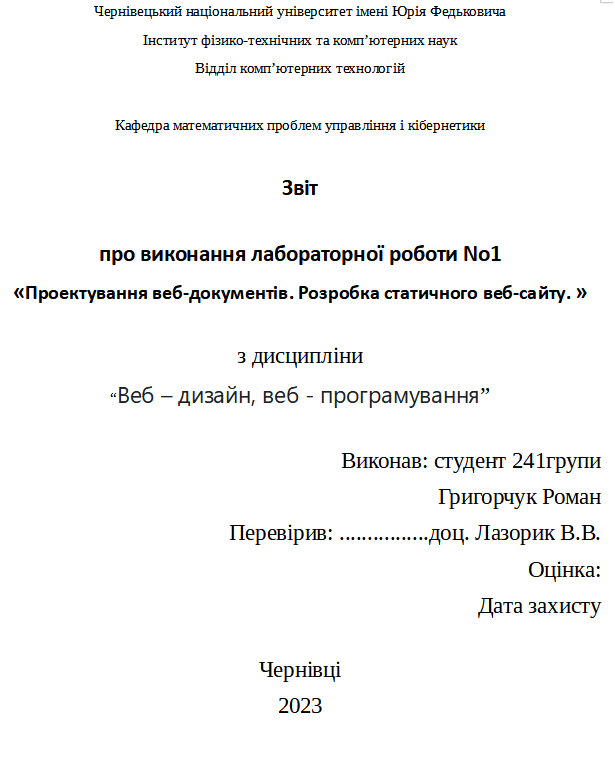 Чернівецький національний університет імені Юрія Федьковича
Інститут фізико-технічних та комп’ютерних наук
Відділ комп’ютерних технологій
Кафедра математичних проблем управління і кібернетики
Звіт
про виконання лабораторної роботи No1
«Проектування веб-документів. Розробка статичного веб-сайту. »
з дисципліни
“Веб – дизайн, веб - програмування”
Виконав: студент 241групи
Григорчук Роман
Перевірив: ................доц. Лазорик В.В.
Оцінка:
Дата захисту
Чернівці
2023